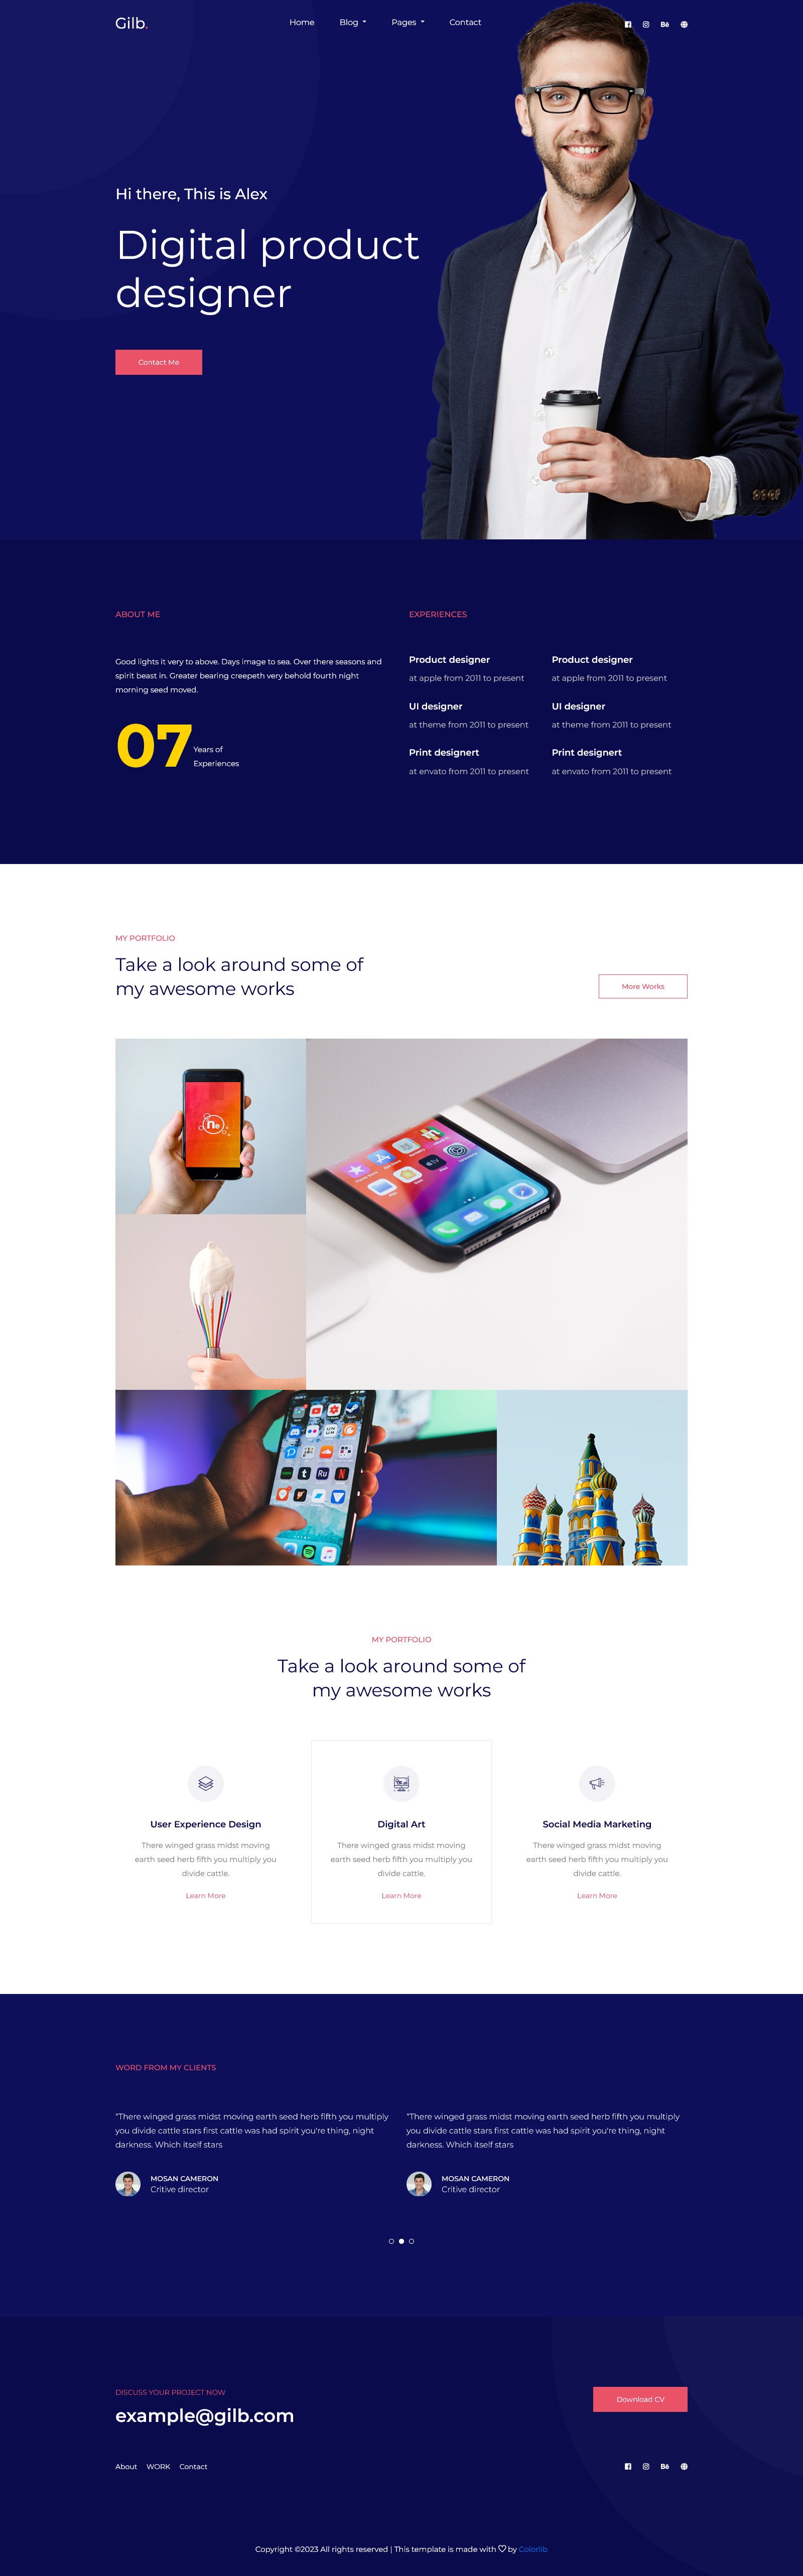 Gilb.
Home Blog Pages Contact
Hi there, This is Alex
Digital product
designer
Contact Me
ABOUT ME
Good lights it very to above. Days image to sea. Over there seasons and
spirit beast in. Greater bearing creepeth very behold fourth night
morning seed moved.
07 Years of
Experiences
EXPERIENCES
Product designer
at apple from 2011 to present
UI designer
at theme from 2011 to present
Print designert
at envato from 2011 to present
Product designer
at apple from 2011 to present
UI designer
at theme from 2011 to present
Print designert
at envato from 2011 to present
MY PORTFOLIO
Take a look around some of
my awesome works
More Works
MY PORTFOLIO
Take a look around some of
my awesome works
User Experience Design
There winged grass midst moving
earth seed herb fifth you multiply you
divide cattle.
Learn More
Digital Art
There winged grass midst moving
earth seed herb fifth you multiply you
divide cattle.
Learn More
Social Media Marketing
There winged grass midst moving
earth seed herb fifth you multiply you
divide cattle.
Learn More
WORD FROM MY CLIENTS
"There winged grass midst moving earth seed herb fifth you multiply
you divide cattle stars first cattle was had spirit you're thing, night
darkness. Which itself stars
MOSAN CAMERON
Critive director
"There winged grass midst moving earth seed herb fifth you multiply
you divide cattle stars first cattle was had spirit you're thing, night
darkness. Which itself stars
MOSAN CAMERON
Critive director
DISCUSS YOUR PROJECT NOW
example@gilb.com
Download CV
About WORK Contact
Copyright ©2023 All rights reserved | This template is made with ♡ by Colorlib